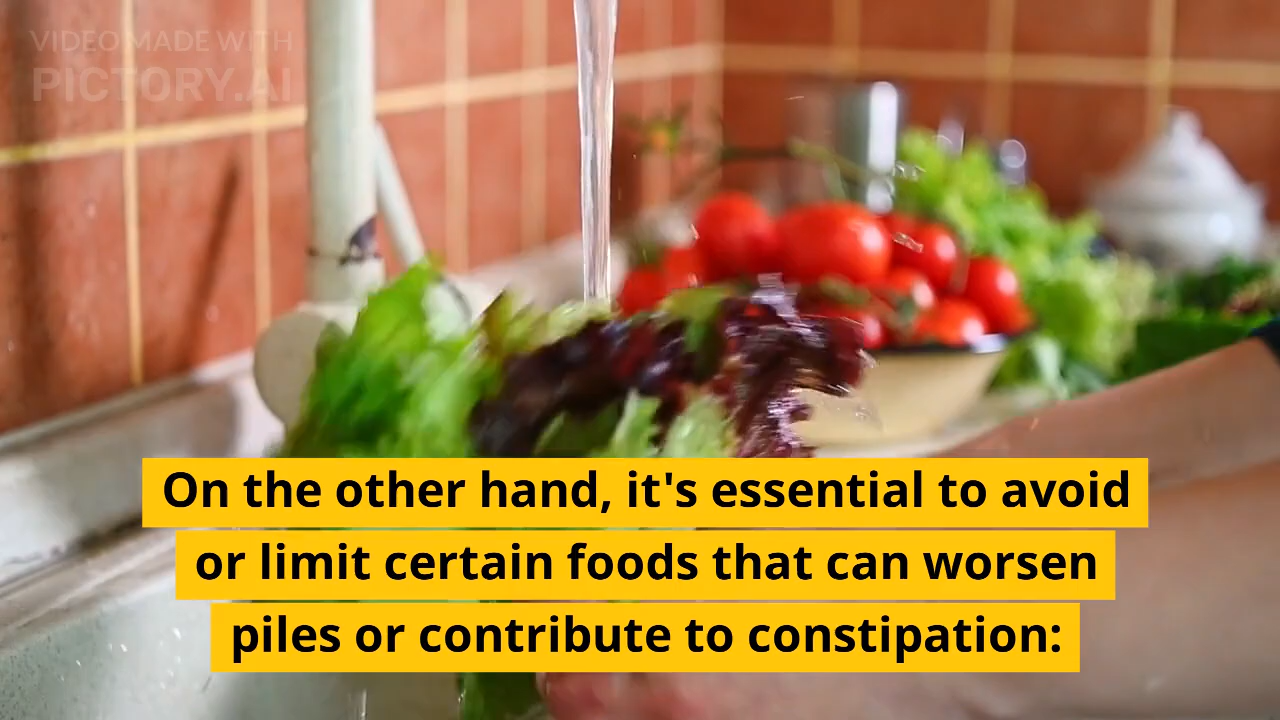 VIDEO MADE WITH
PICTORY.AI
On the other hand, it's essential to avoid
or limit certain foods that can worsen
piles or contribute to constipation: